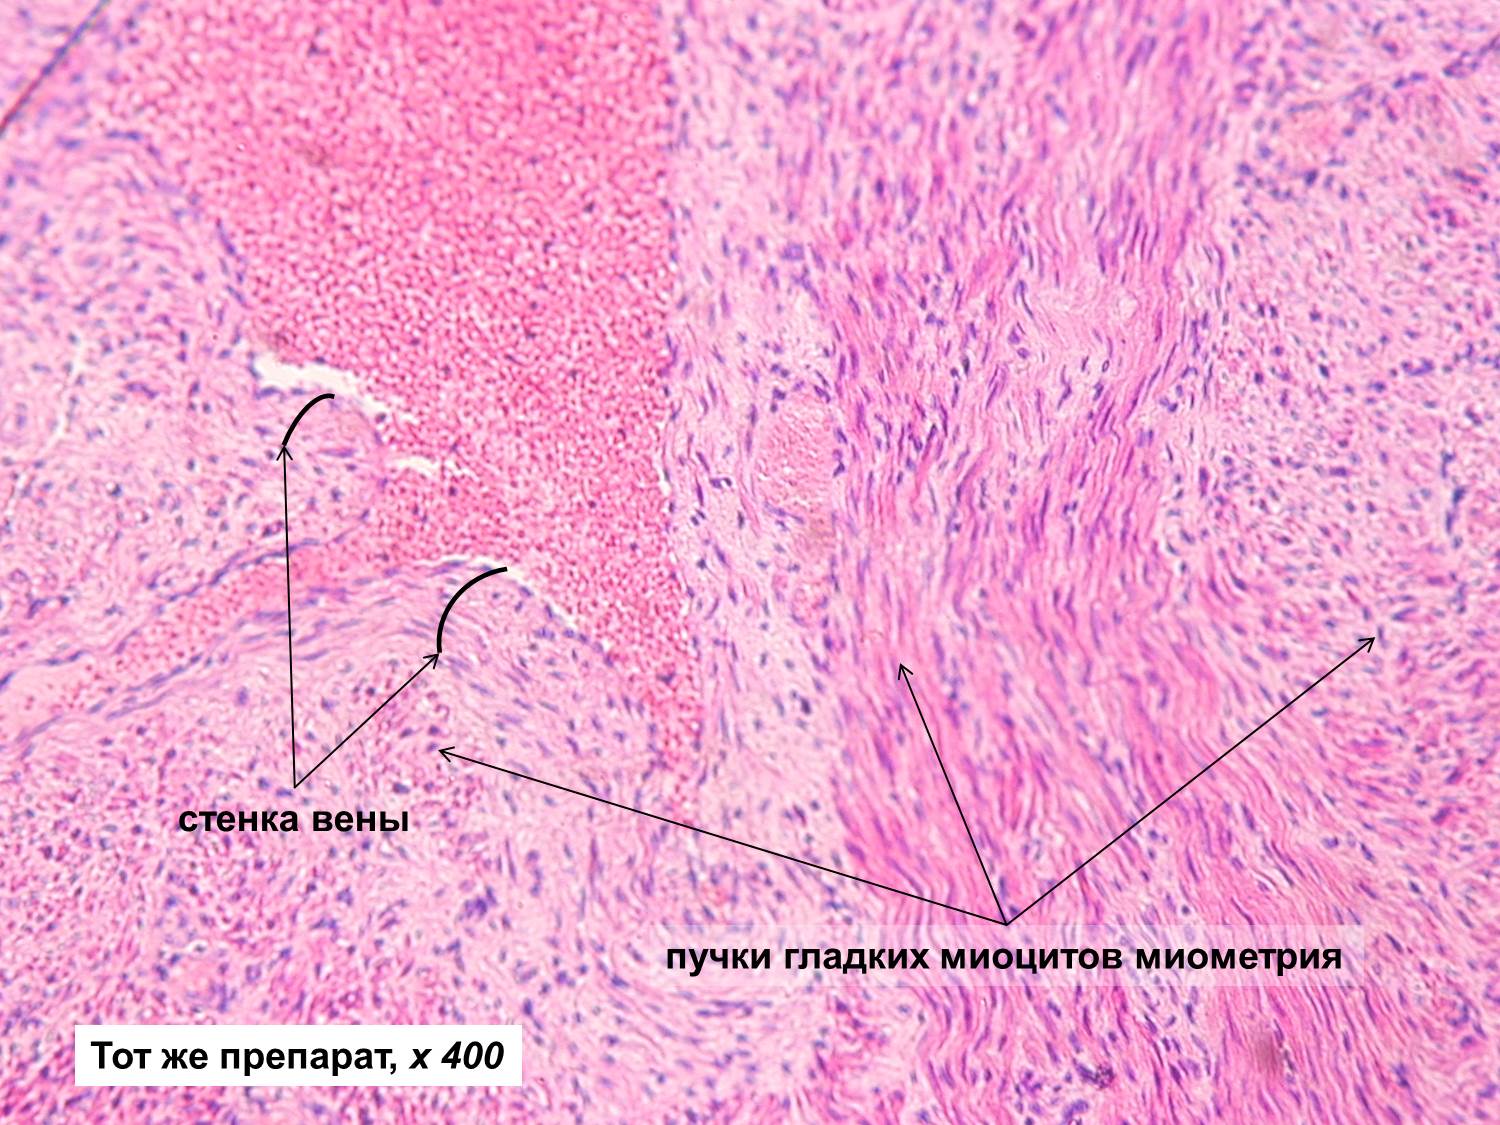 стенка вены
пучки гладких миоцитов миометрия
Тот же препарат, х 400